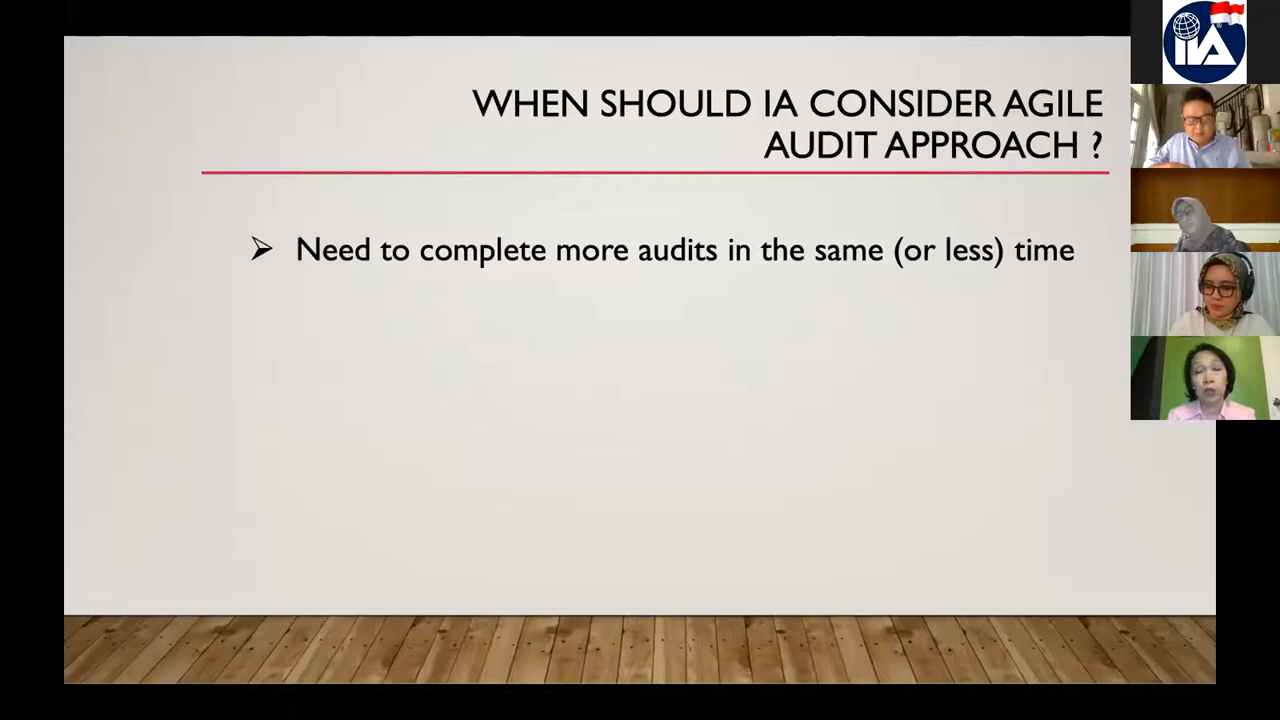 WHEN SHOULD IA CONSIDER AGILE
AUDIT APPROACH ?
➢ Need to complete more audits in the same (or less) time
IIA